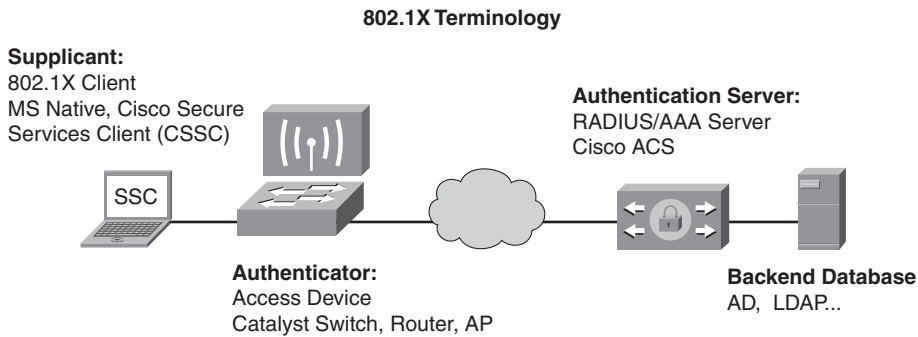 802.1X Terminology
Supplicant:
802.1X Client
MS Native, Cisco Secure
Services Client (CSSC)
Authentication Server:
RADIUS/AAA Server
Cisco ACS
SSC
Authenticator:
Access Device
Catalyst Switch, Router, AP
Backend Database
AD, LDAP...